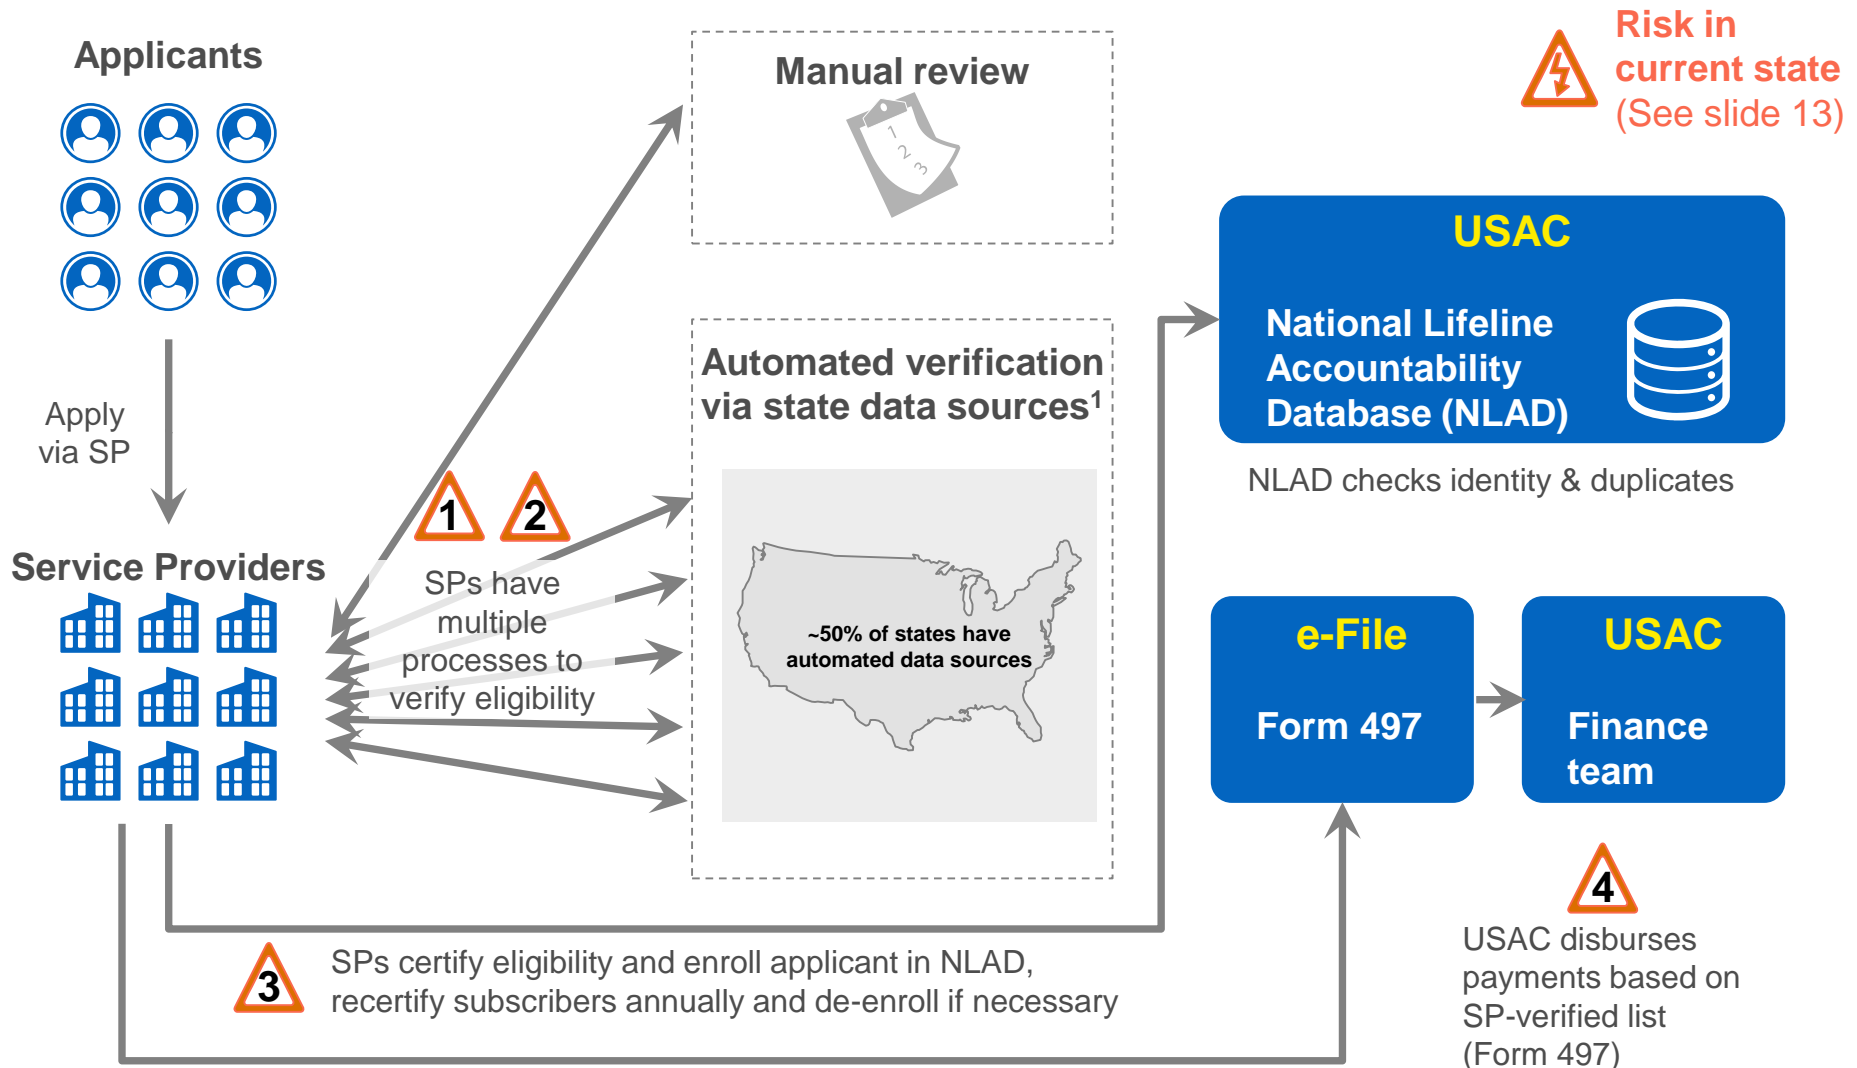 Applicants
Apply
via SP
Service Providers
Manual review
1
2
3
Automated verification
via state data sources¹
~50% of states have
automated data sources
1
2
SPs have
multiple
processes to
verify eligibility
Risk in
current state
(See slide 13)
USAC
National Lifeline
Accountability
Database (NLAD)
NLAD checks identity & duplicates
e-File
Form 497
USAC
Finance
team
3
SPs certify eligibility and enroll applicant in NLAD,
recertify subscribers annually and de-enroll if necessary
4
USAC disburses
payments based on
SP-verified list
(Form 497)